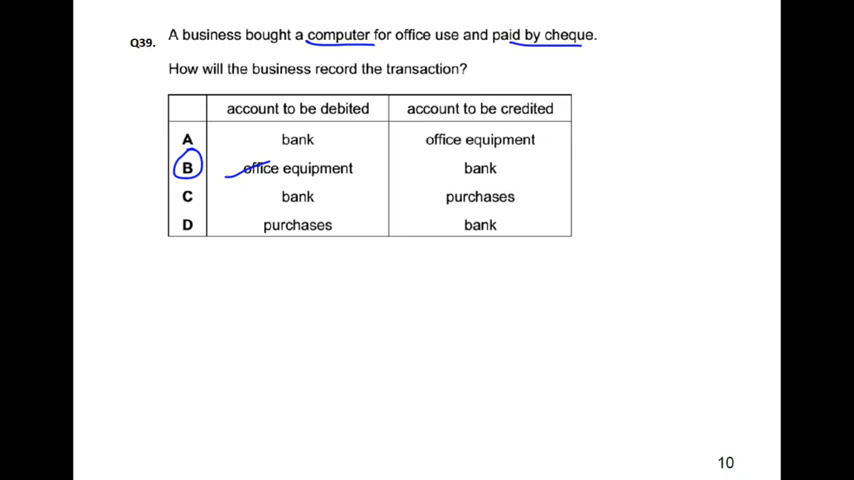 Q39. A business bought a computer for office use and paid by cheque.
How will the business record the transaction?
account to be debited account to be credited
A bank office equipment
B office equipment bank
C bank purchases
D purchases bank
10